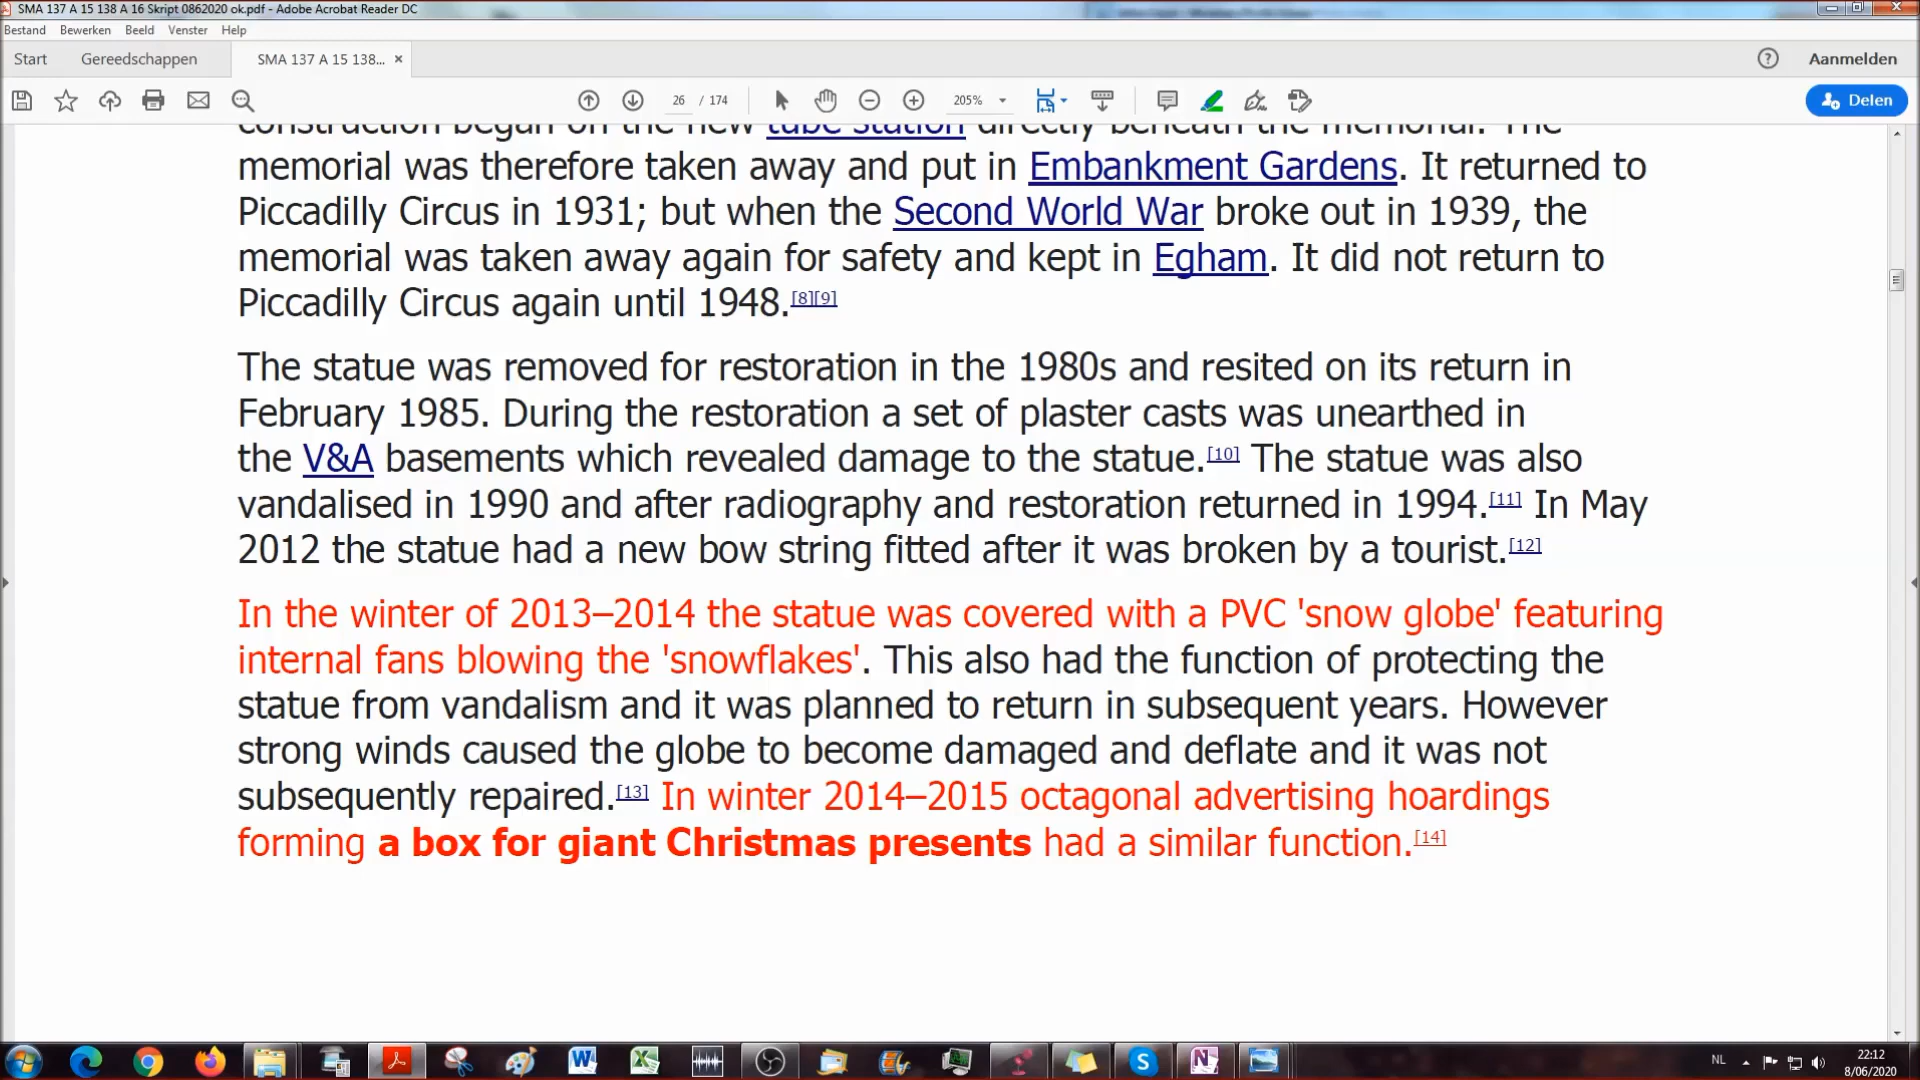 SMA 137 A 15 138 A 16 Skript 0862020 ok.pdf - Adobe Acrobat Reader DC
Bestand Bewerken Beeld Venster Help
Start Gereedschappen SMA 137 A 15 138... × Aanmelden
26 / 174 205% Delen
construction began on the new tube station directly beneath the memorial. The
memorial was therefore taken away and put in Embankment Gardens. It returned to
Piccadilly Circus in 1931; but when the Second World War broke out in 1939, the
memorial was taken away again for safety and kept in Egham. It did not return to
Piccadilly Circus again until 1948.[8][9]
The statue was removed for restoration in the 1980s and resited on its return in
February 1985. During the restoration a set of plaster casts was unearthed in
the V&A basements which revealed damage to the statue.[10] The statue was also
vandalised in 1990 and after radiography and restoration returned in 1994.[11] In May
2012 the statue had a new bow string fitted after it was broken by a tourist.[12]
In the winter of 2013–2014 the statue was covered with a PVC 'snow globe' featuring
internal fans blowing the 'snowflakes'. This also had the function of protecting the
statue from vandalism and it was planned to return in subsequent years. However
strong winds caused the globe to become damaged and deflate and it was not
subsequently repaired.[13] In winter 2014–2015 octagonal advertising hoardings
forming a box for giant Christmas presents had a similar function.[14]
NL 22:12
8/06/2020